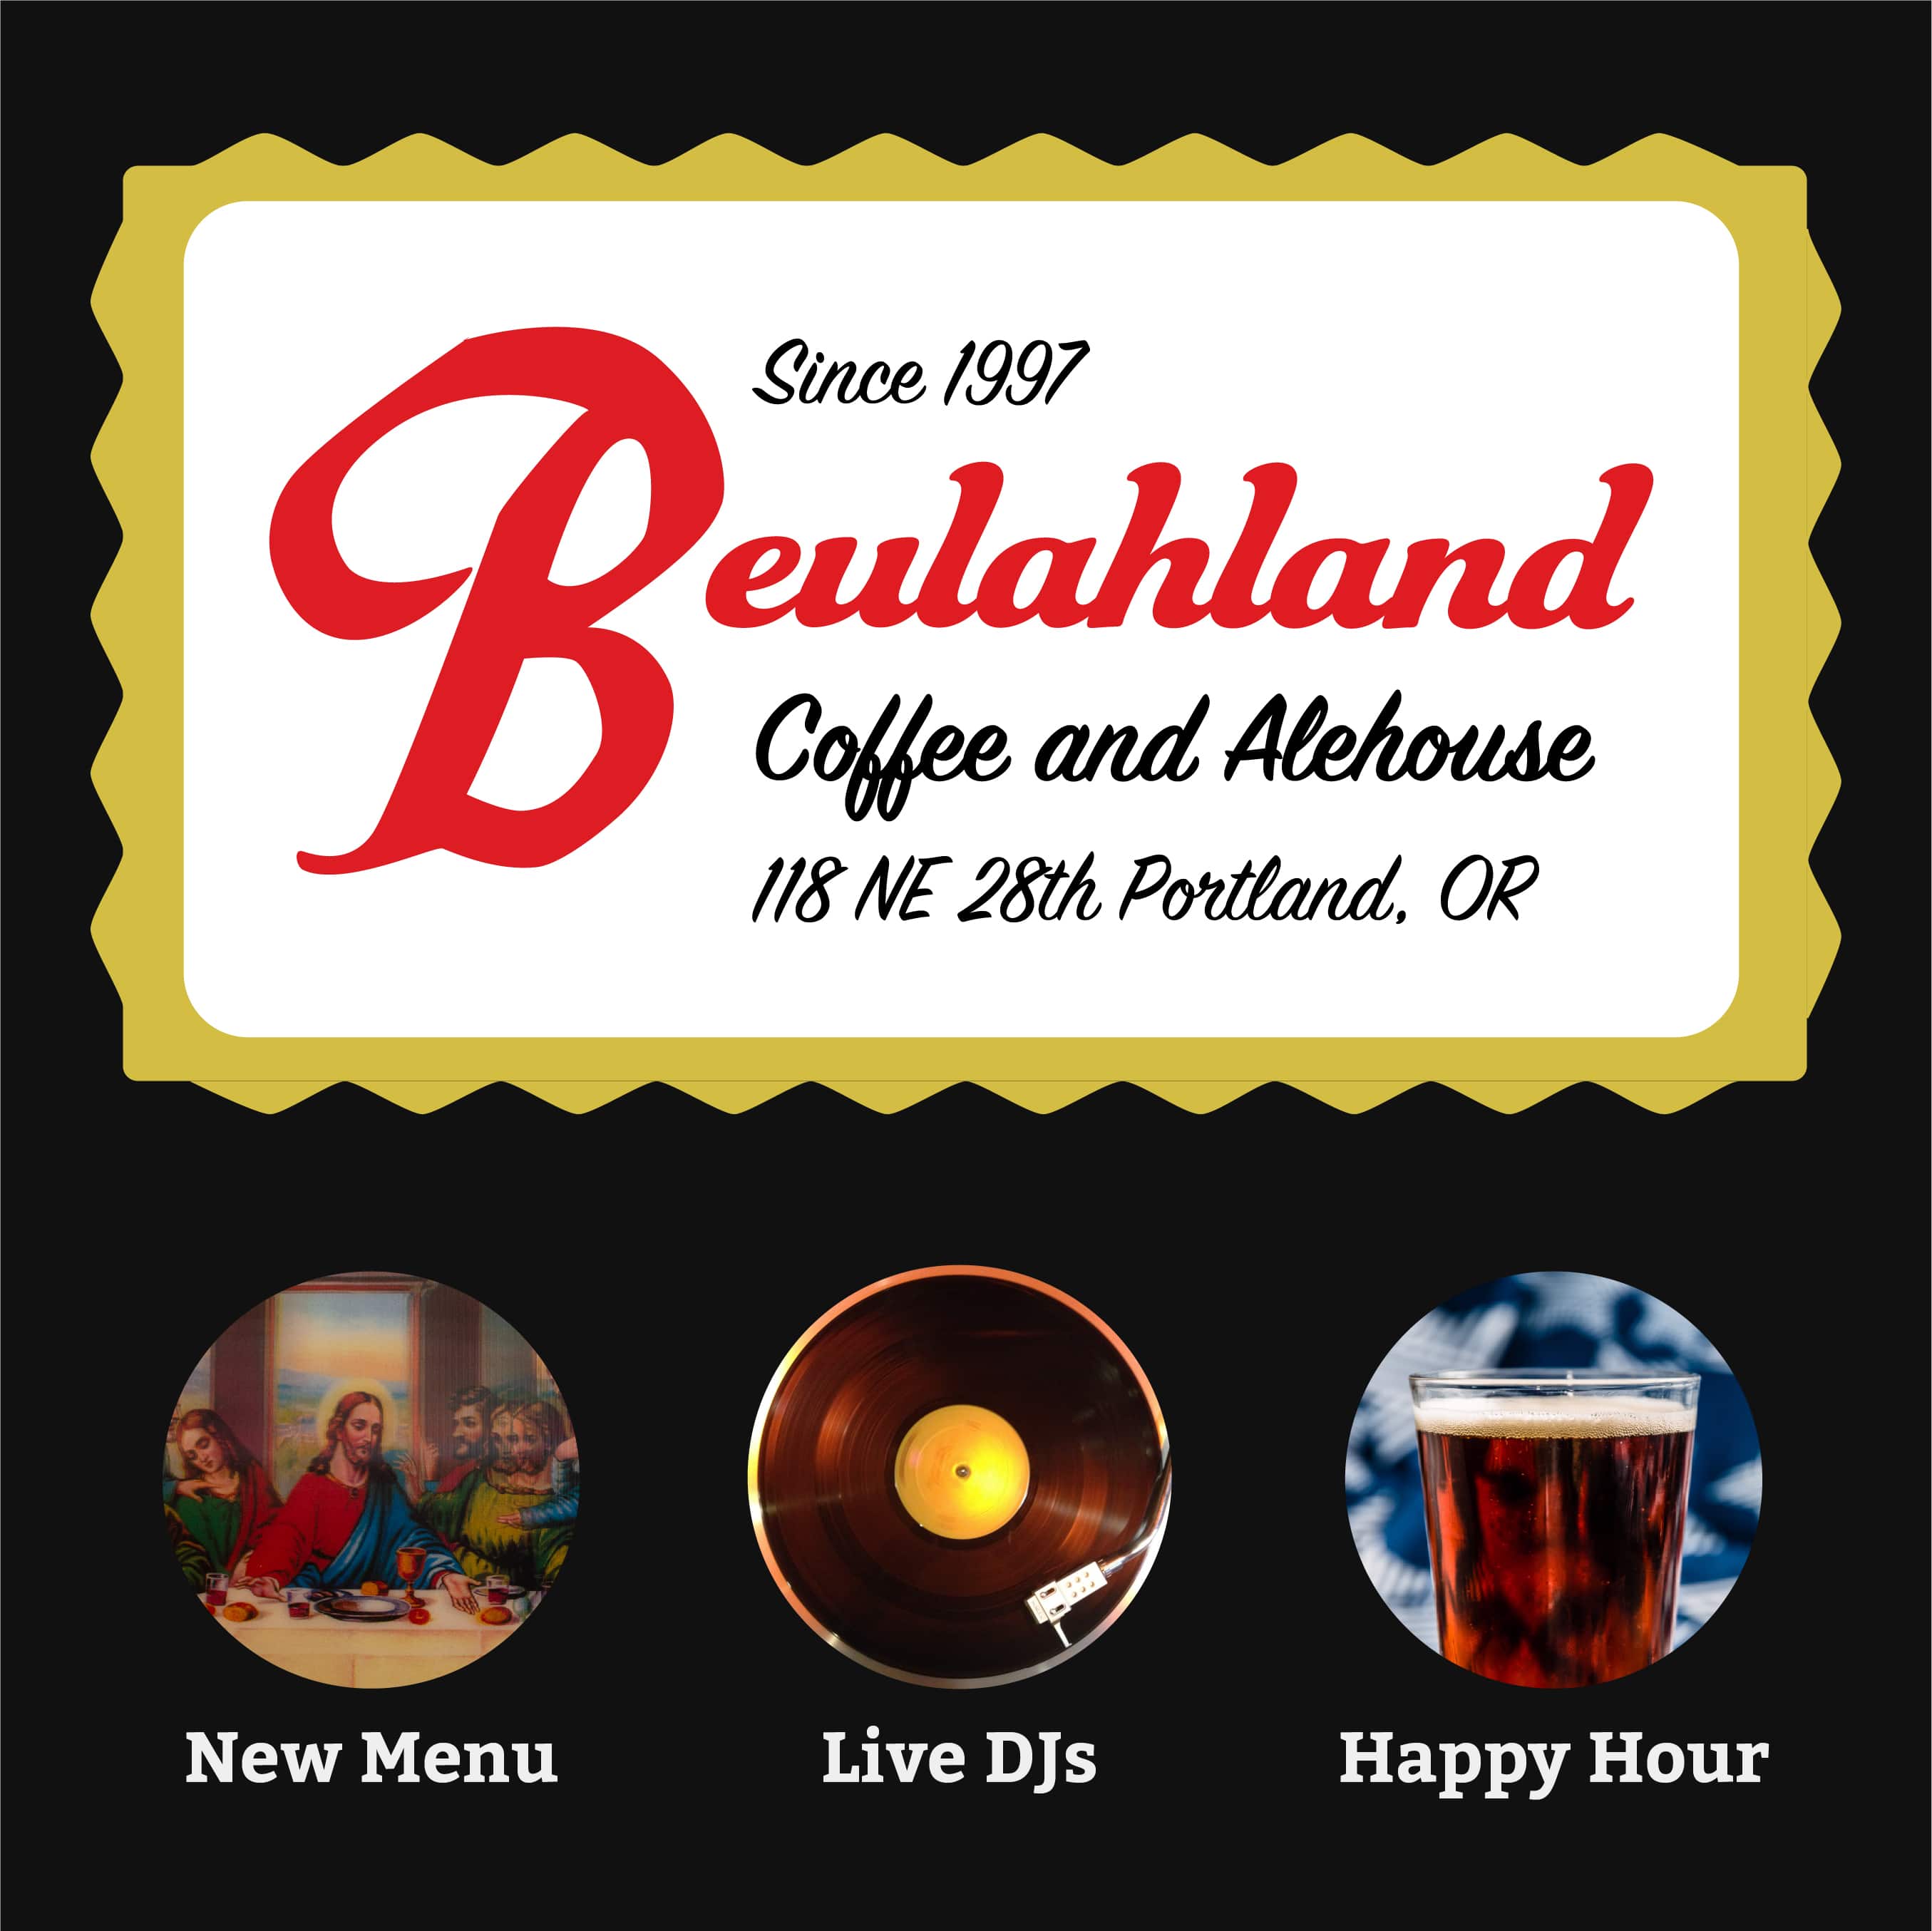 Since 1997
Beulahland
Coffee and Alehouse
118 NE 28th Portland, OR
New Menu
Live DJs
Happy Hour